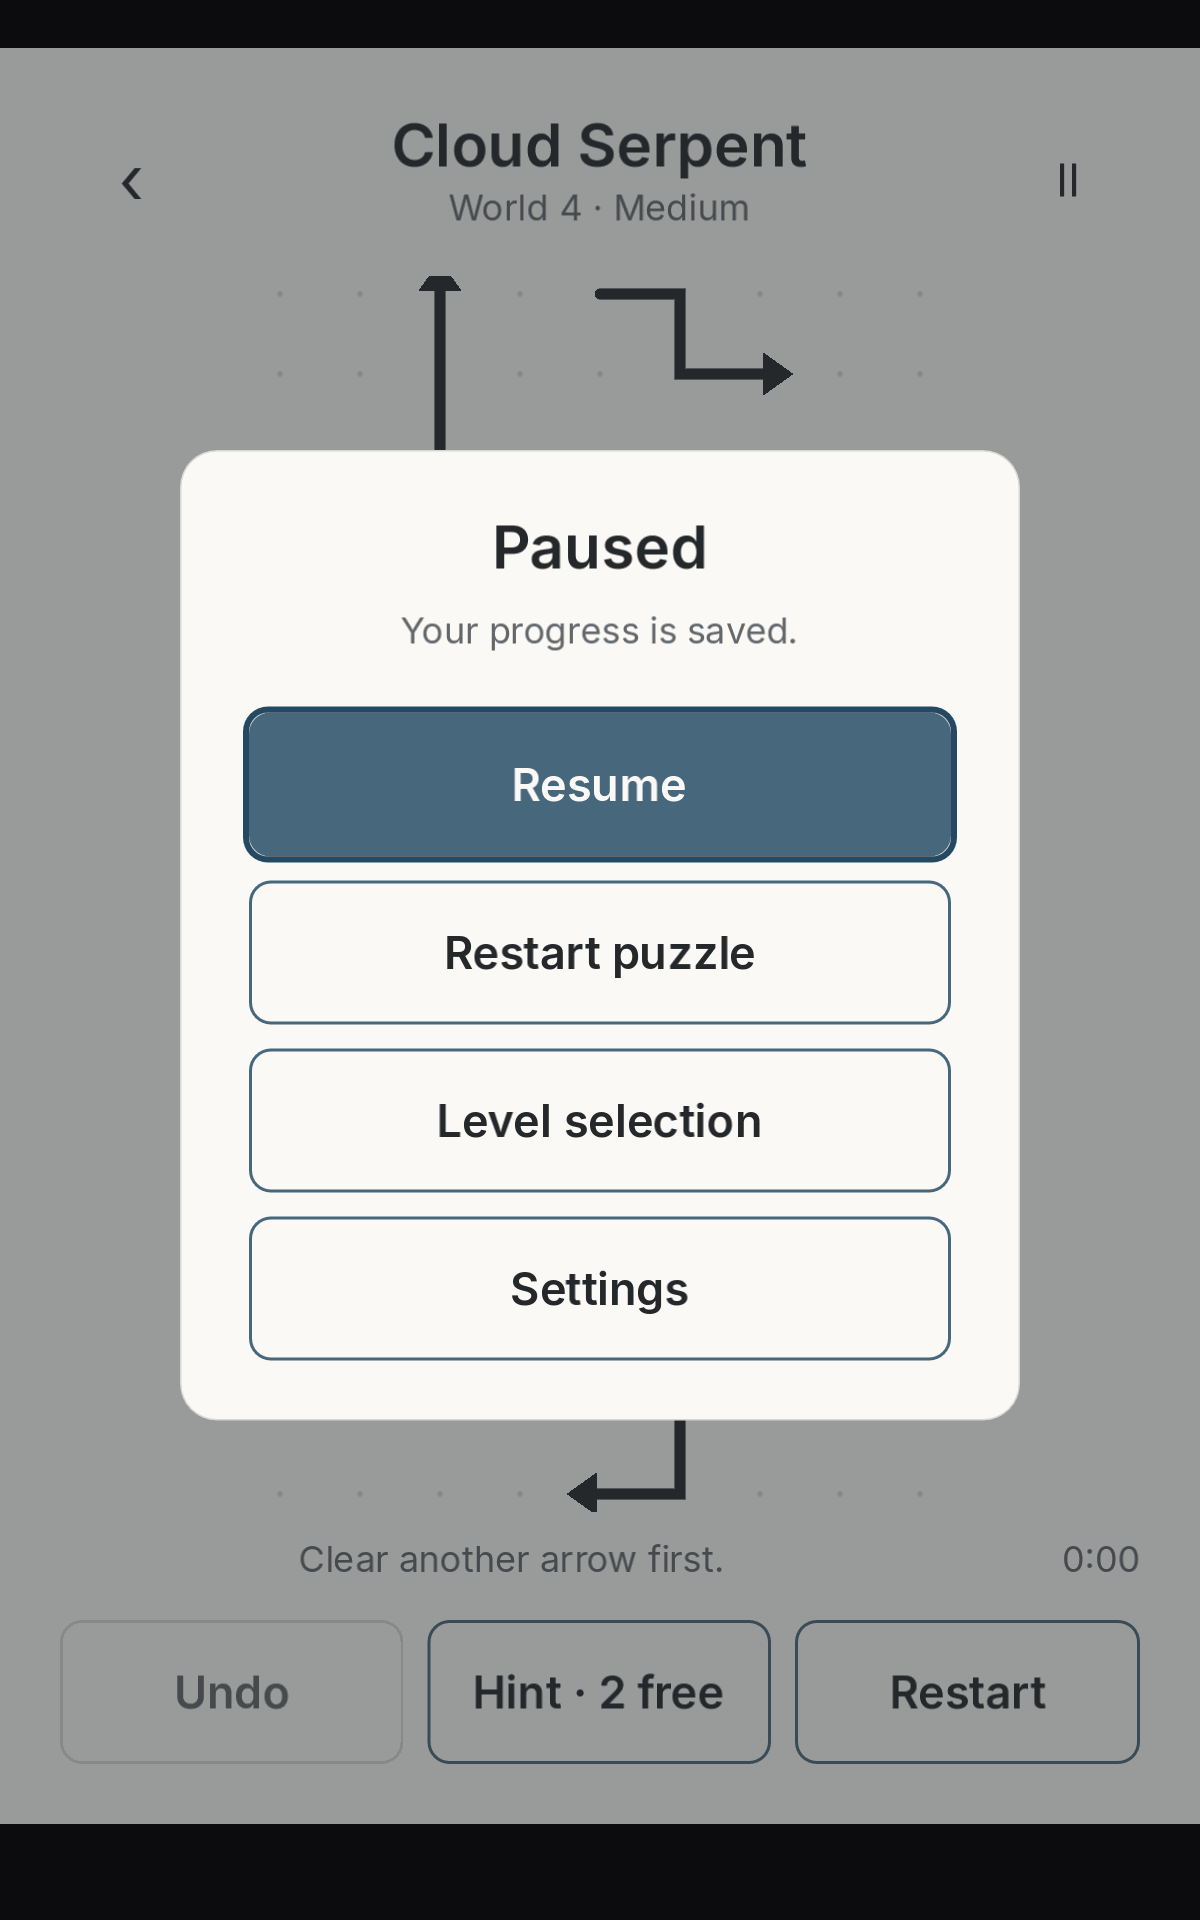 Cloud Serpent
World 4 · Medium
Paused
Your progress is saved.
Resume
Restart puzzle
Level selection
Settings
Clear another arrow first.
0:00
Undo
Hint · 2 free
Restart